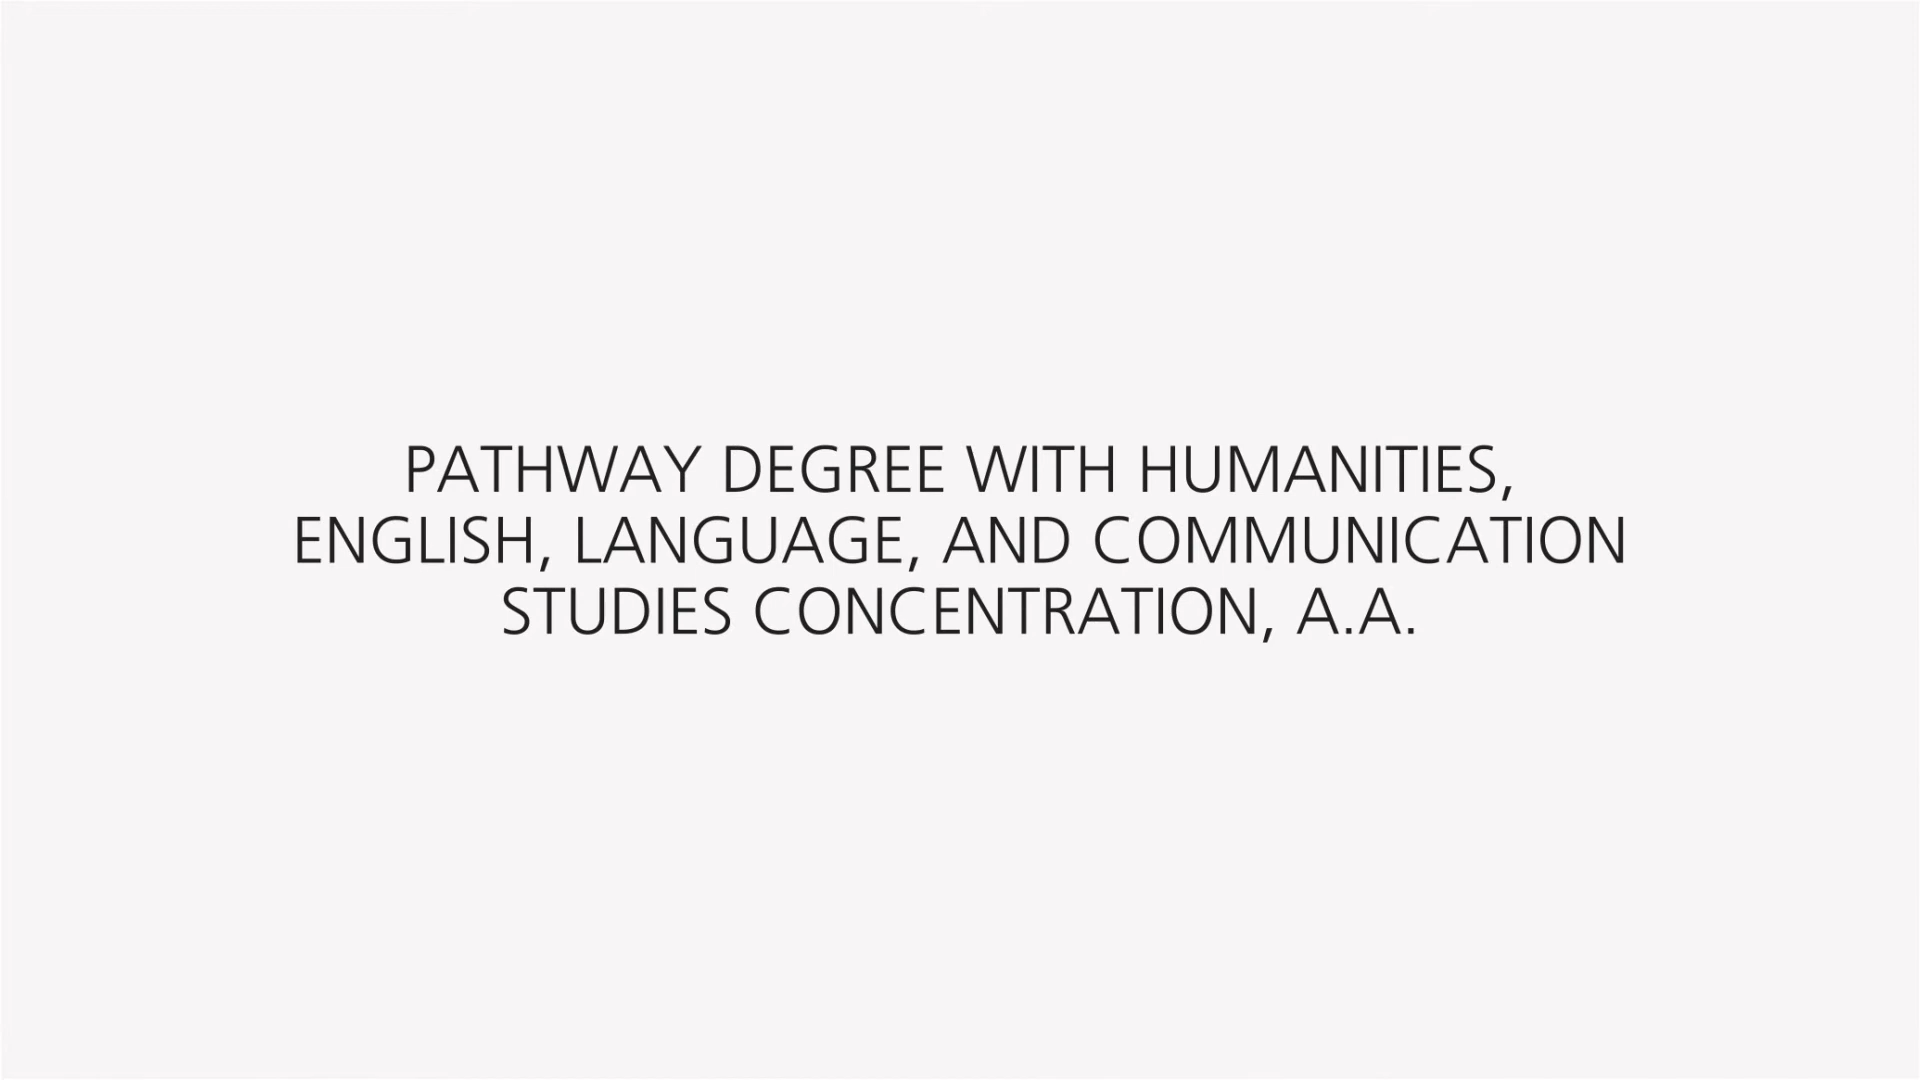 PATHWAY DEGREE WITH HUMANITIES,
ENGLISH, LANGUAGE, AND COMMUNICATION
STUDIES CONCENTRATION, A.A.